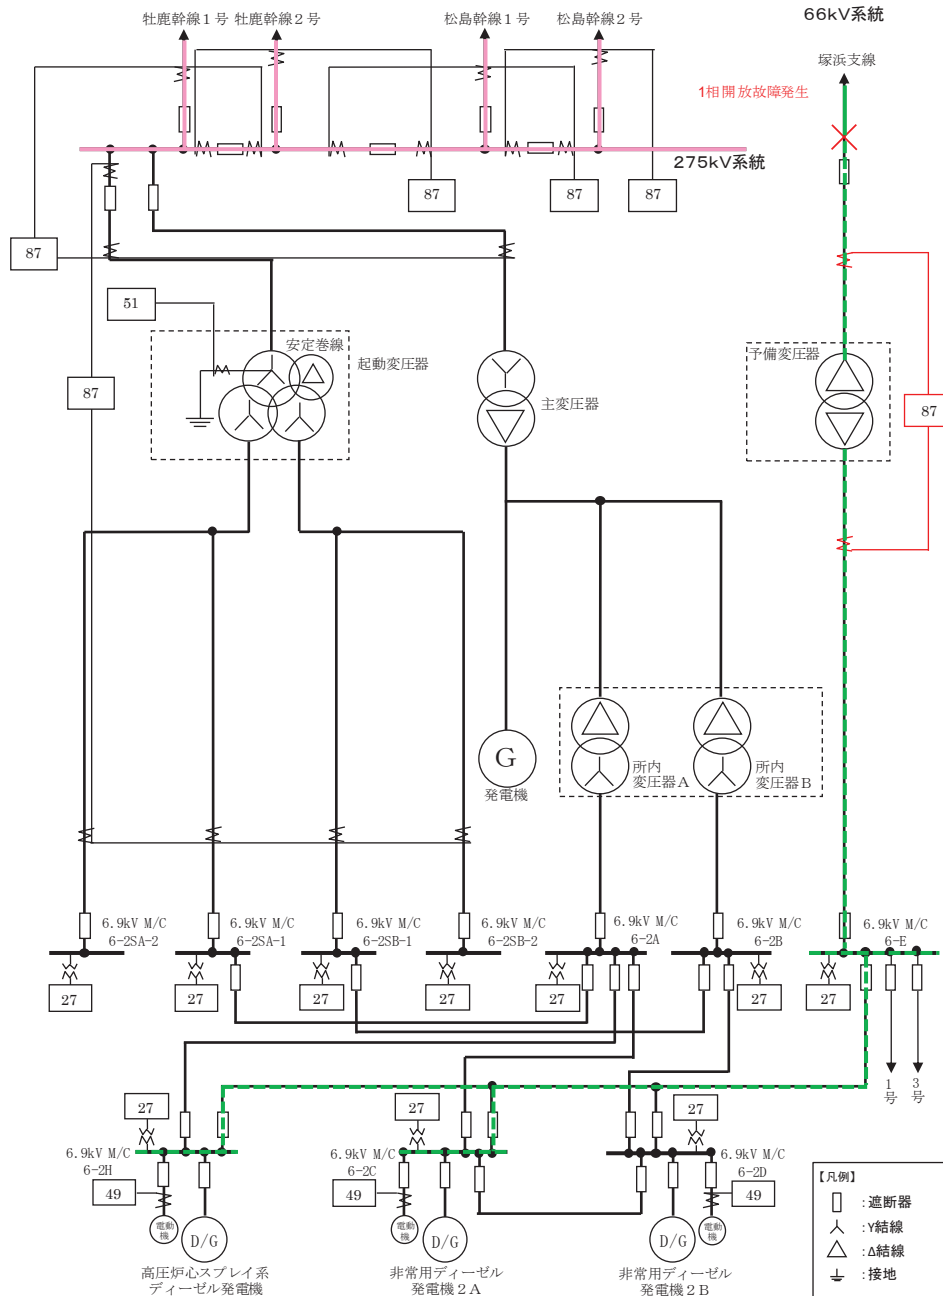 66kV系統
牡鹿幹線1号 牡鹿幹線2号 松島幹線1号 松島幹線2号
塚浜支線
1相開放故障発生
275kV系統
87
87
87
87
51
安定巻線
起動変圧器
予備変圧器
87
主変圧器
87
G
発電機
所内
変圧器A
所内
変圧器B
6.9kV M/C
6-2SA-2
6.9kV M/C
6-2SA-1
6.9kV M/C
6-2SB-1
6.9kV M/C
6-2SB-2
6.9kV M/C
6-2A
6.9kV M/C
6-2B
6.9kV M/C
6-E
27
27
27
27
27
27
27
1
号
3
号
27
27
27
6.9kV M/C
6-2H
6.9kV M/C
6-2C
6.9kV M/C
6-2D
49
49
49
電動
機
D/G
電動
機
D/G
D/G
電動
機
高圧炉心スプレイ系
ディーゼル発電機
非常用ディーゼル
発電機2A
非常用ディーゼル
発電機2B
【凡例】
:遮断器
:Y結線
:Δ結線
:接地